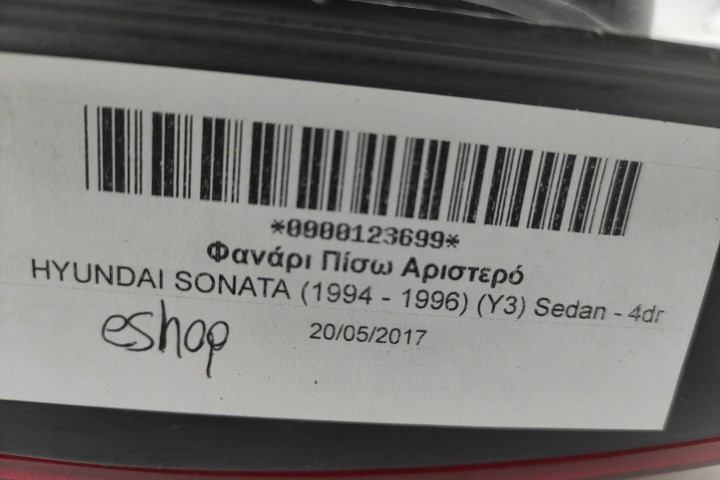 *0900123699*
Φανάρι Πίσω Αριστερό
HYUNDAI SONATA (1994 - 1996) (Y3) Sedan - 4dr
eshop
20/05/2017